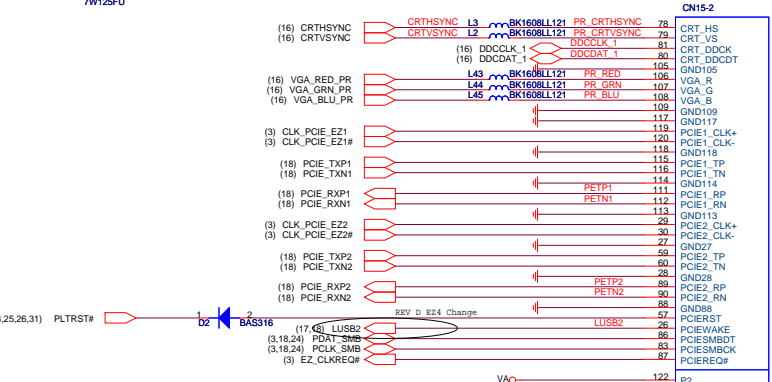 7W125FU
CN15-2
(16) CRTHSYNC CRTHSYNC L3 BK1608LL121 PR_CRTHSYNC 78 CRT_HS
(16) CRTVSYNC CRTVSYNC L2 BK1608LL121 PR_CRTVSYNC 79 CRT_VS
(16) DDCCLK_1 DDCCLK_1 81 CRT_DDCK
(16) DDCDAT_1 DDCDAT_1 80 CRT_DDCDT
105 GND105
(16) VGA_RED_PR L43 BK1608LL121 PR_RED 106 VGA_R
(16) VGA_GRN_PR L44 BK1608LL121 PR_GRN 107 VGA_G
(16) VGA_BLU_PR L45 BK1608LL121 PR_BLU 108 VGA_B
109 GND109
117 GND117
(3) CLK_PCIE_EZ1 119 PCIE1_CLK+
(3) CLK_PCIE_EZ1# 120 PCIE1_CLK-
118 GND118
(18) PCIE_TXP1 115 PCIE1_TP
(18) PCIE_TXN1 116 PCIE1_TN
114 GND114
(18) PCIE_RXP1 PETP1 111 PCIE1_RP
(18) PCIE_RXN1 PETN1 112 PCIE1_RN
113 GND113
(3) CLK_PCIE_EZ2 29 PCIE2_CLK+
(3) CLK_PCIE_EZ2# 30 PCIE2_CLK-
27 GND27
(18) PCIE_TXP2 59 PCIE2_TP
(18) PCIE_TXN2 60 PCIE2_TN
28 GND28
(18) PCIE_RXP2 PETP2 89 PCIE2_RP
(18) PCIE_RXN2 PETN2 90 PCIE2_RN
88 GND88
,25,26,31) PLTRST# 1 D2 2 BAS316 REV D EZ4 Change 57 PCIERST
(17,18) LUSB2 LUSB2 26 PCIEWAKE
(3,18,24) PDAT_SMB 86 PCIESMBDT
(3,18,24) PCLK_SMB 83 PCIESMBCK
(3) EZ_CLKREQ# 87 PCIEREQ#
VA 122 P2